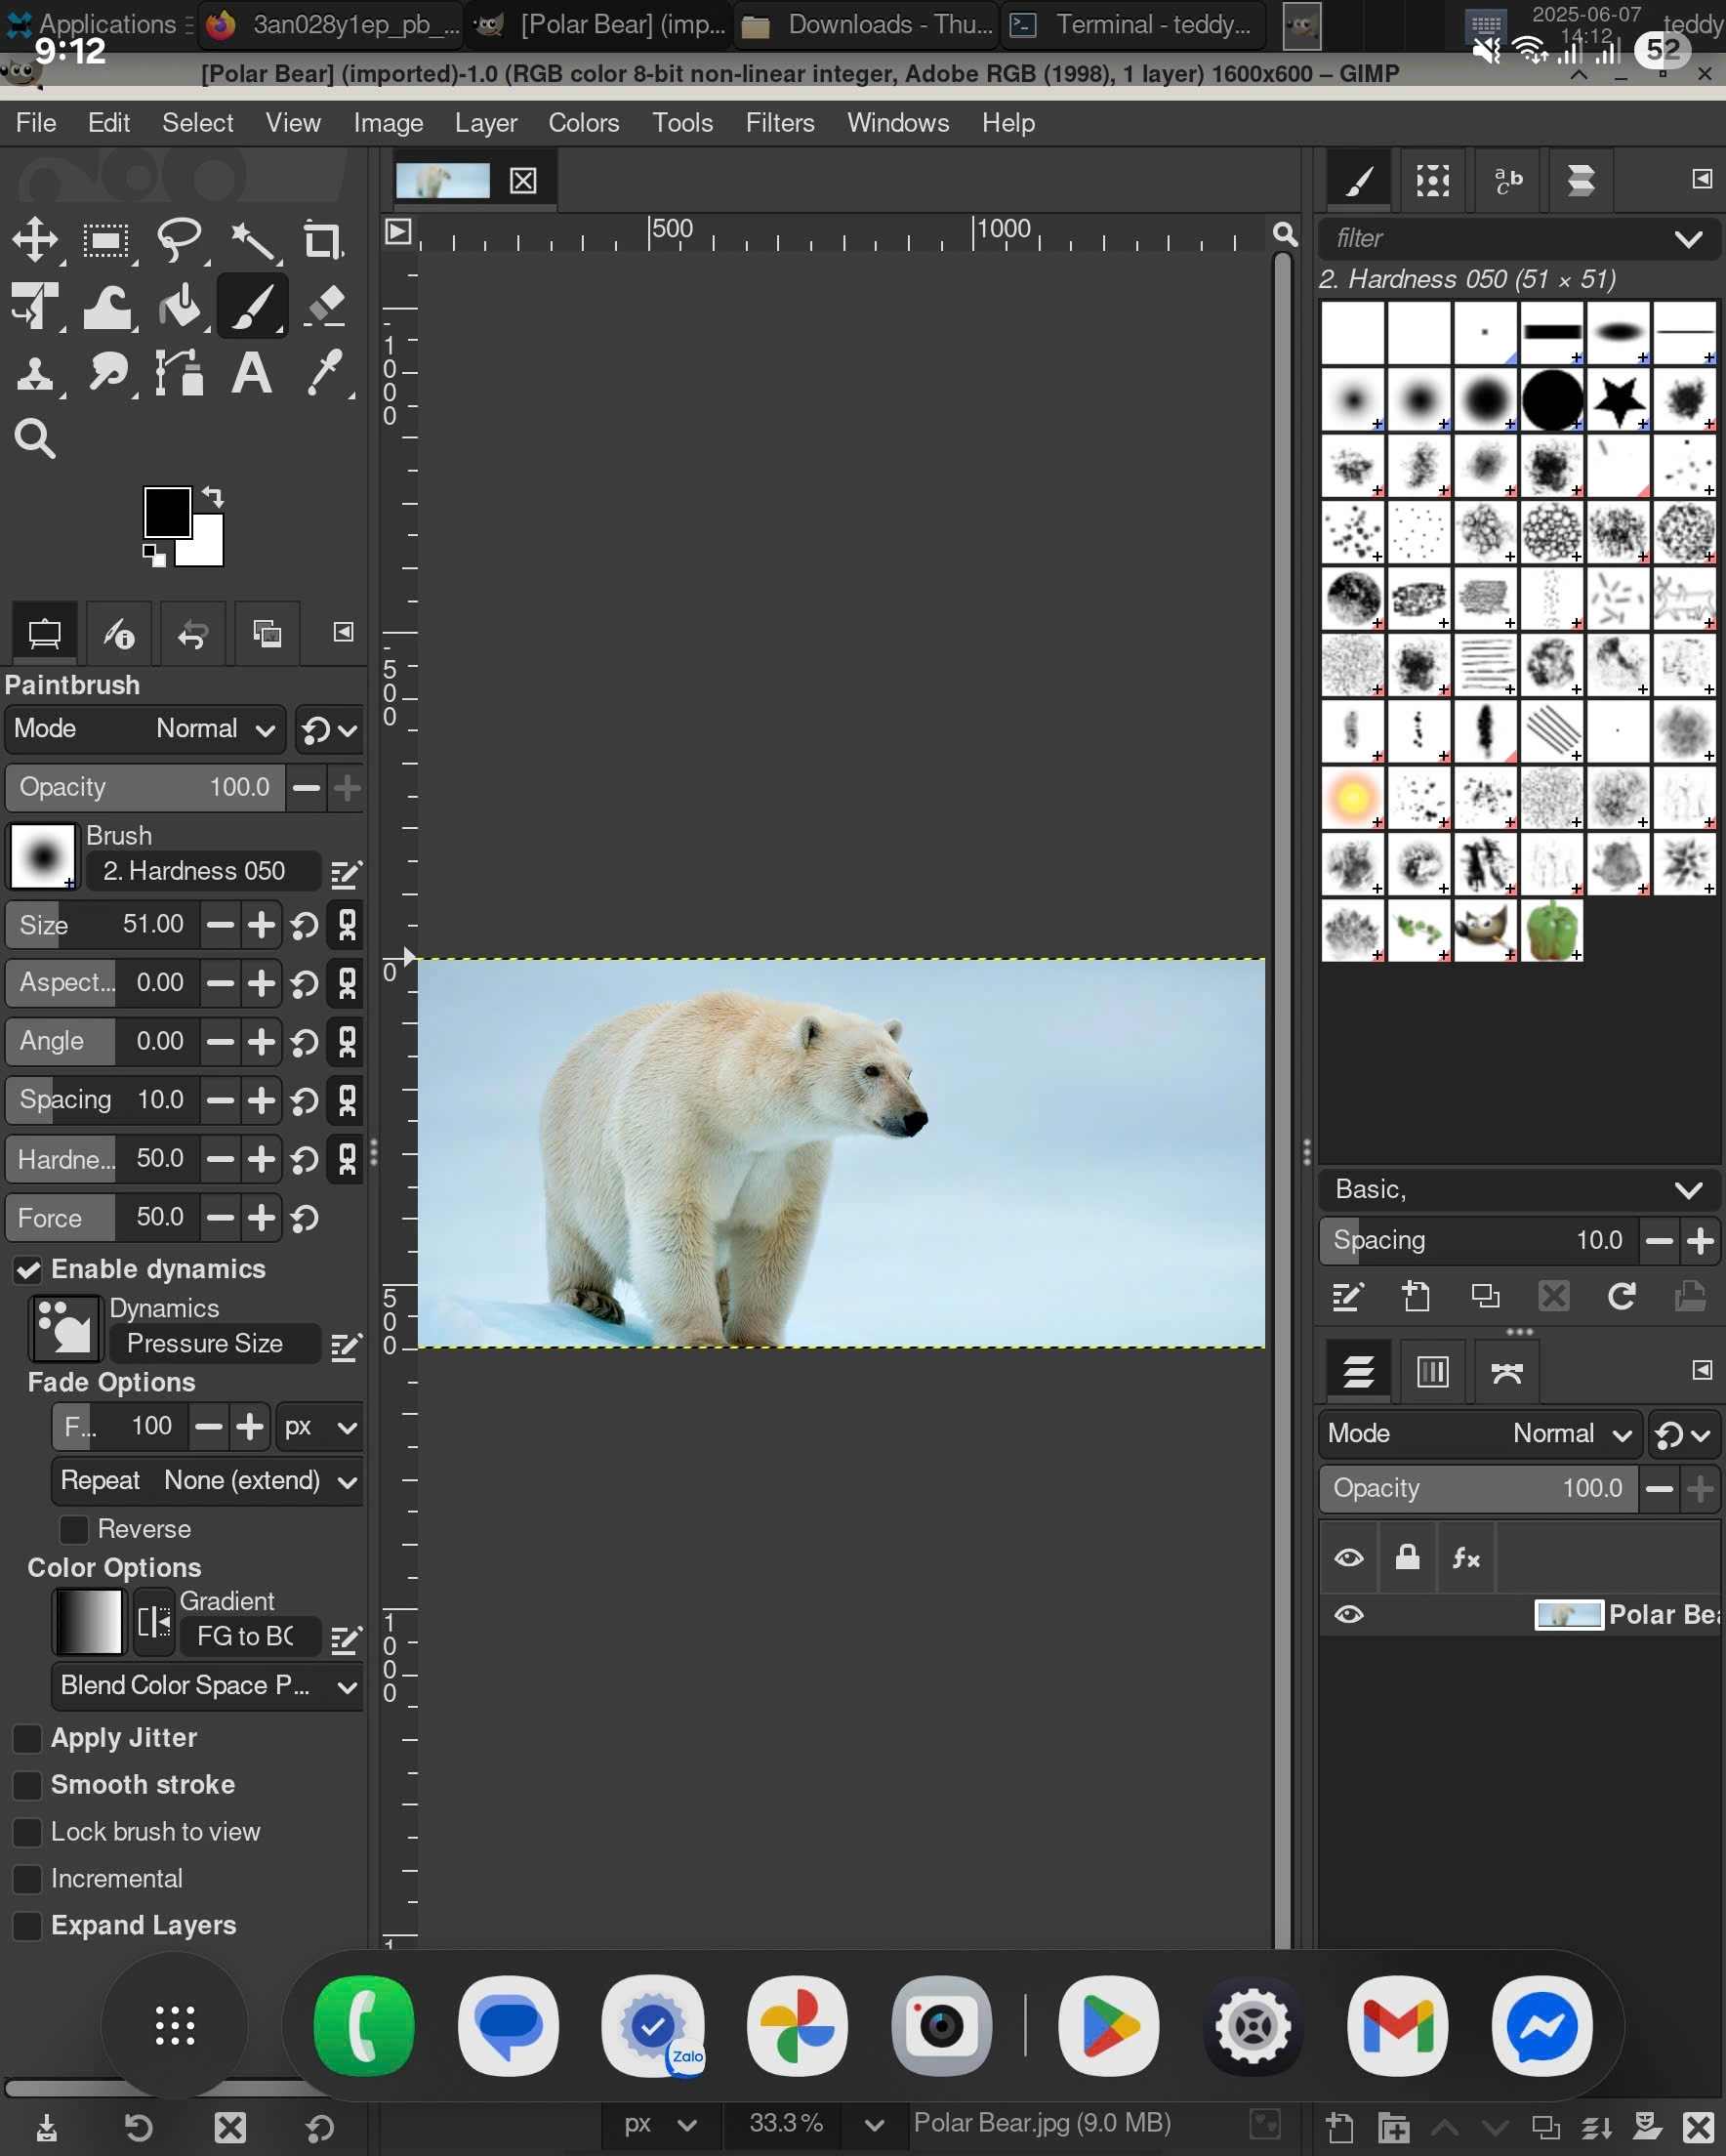 Applications
3an028y1ep_pb_...
[Polar Bear] (imp...
Downloads - Thu...
Terminal - teddy...
2025-06-07
14:12
teddy
9:12
52
[Polar Bear] (imported)-1.0 (RGB color 8-bit non-linear integer, Adobe RGB (1998), 1 layer) 1600x600 – GIMP
File Edit Select View Image Layer Colors Tools Filters Windows Help
500
1000
filter
2. Hardness 050 (51 × 51)
-1000
-500
0
500
1000
1
Paintbrush
Mode Normal
Opacity 100.0
Brush
2. Hardness 050
Size 51.00
Aspect... 0.00
Angle 0.00
Spacing 10.0
Hardne... 50.0
Force 50.0
Enable dynamics
Dynamics
Pressure Size
Fade Options
F... 100 px
Repeat None (extend)
Reverse
Color Options
Gradient
FG to BG
Blend Color Space P...
Apply Jitter
Smooth stroke
Lock brush to view
Incremental
Expand Layers
Basic,
Spacing 10.0
Mode Normal
Opacity 100.0
fx
Polar Bea
Zalo
px
33.3 %
Polar Bear.jpg (9.0 MB)